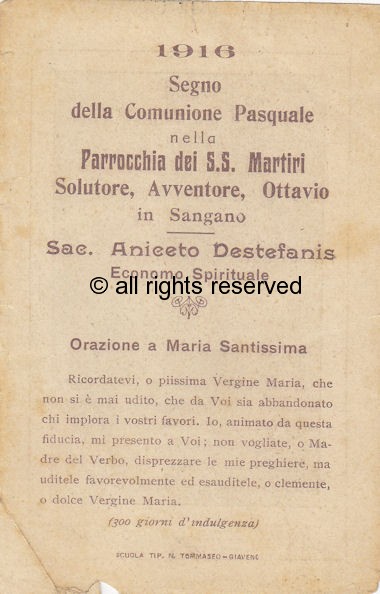 1916
Segno
della Comunione Pasquale
nella
Parrocchia dei S.S. Martiri
Solutore, Avventore, Ottavio
in Sangano
Sac. Aniceto Destefanis
Economo Spirituale
© all rights reserved
Orazione a Maria Santissima
Ricordatevi, o piissima Vergine Maria, che
non si è mai udito, che da Voi sia abbandonato
chi implora i vostri favori. Io, animato da questa
fiducia, mi presento a Voi; non vogliate, o Ma-
dre del Verbo, disprezzare le mie preghiere, ma
uditele favorevolmente ed esauditele, o clemente,
o dolce Vergine Maria.
(300 giorni d'indulgenza)
SCUOLA TIP. N. TOMMASEO - GIAVENO